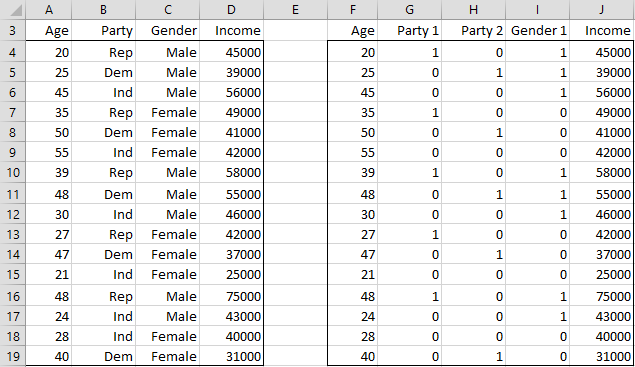 A B C D E F G H I J
3 Age Party Gender Income Age Party 1 Party 2 Gender 1 Income
4 20 Rep Male 45000 20 1 0 1 45000
5 25 Dem Male 39000 25 0 1 1 39000
6 45 Ind Male 56000 45 0 0 1 56000
7 35 Rep Female 49000 35 1 0 0 49000
8 50 Dem Female 41000 50 0 1 0 41000
9 55 Ind Female 42000 55 0 0 0 42000
10 39 Rep Male 58000 39 1 0 1 58000
11 48 Dem Male 55000 48 0 1 1 55000
12 30 Ind Male 46000 30 0 0 1 46000
13 27 Rep Female 42000 27 1 0 0 42000
14 47 Dem Female 37000 47 0 1 0 37000
15 21 Ind Female 25000 21 0 0 0 25000
16 48 Rep Male 75000 48 1 0 1 75000
17 24 Ind Male 43000 24 0 0 1 43000
18 28 Ind Female 40000 28 0 0 0 40000
19 40 Dem Female 31000 40 0 1 0 31000